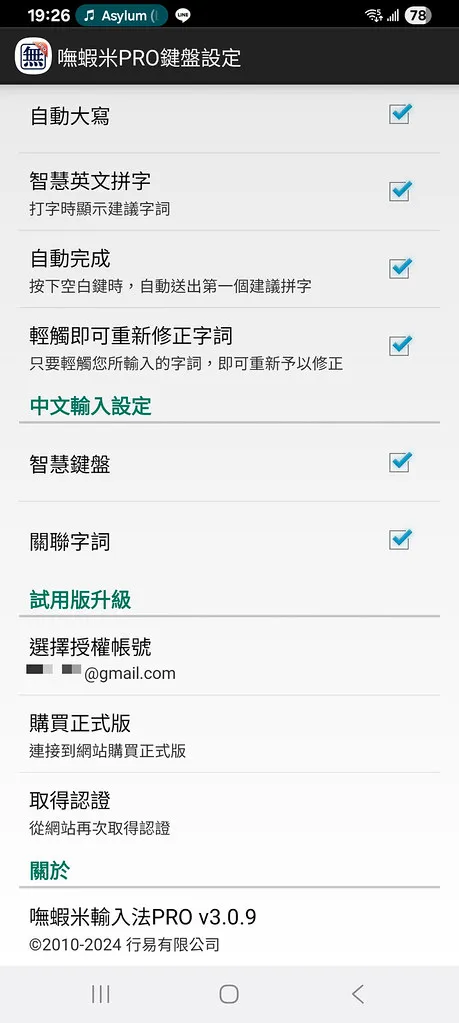 19:26
Asylum
LINE
78
無
嘸蝦米PRO鍵盤設定
自動大寫
智慧英文拼字
打字時顯示建議字詞
自動完成
按下空白鍵時，自動送出第一個建議拼字
輕觸即可重新修正字詞
只要輕觸您所輸入的字詞，即可重新予以修正
中文輸入設定
智慧鍵盤
關聯字詞
試用版升級
選擇授權帳號
@gmail.com
購買正式版
連接到網站購買正式版
取得認證
從網站再次取得認證
關於
嘸蝦米輸入法PRO v3.0.9
©2010-2024 行易有限公司